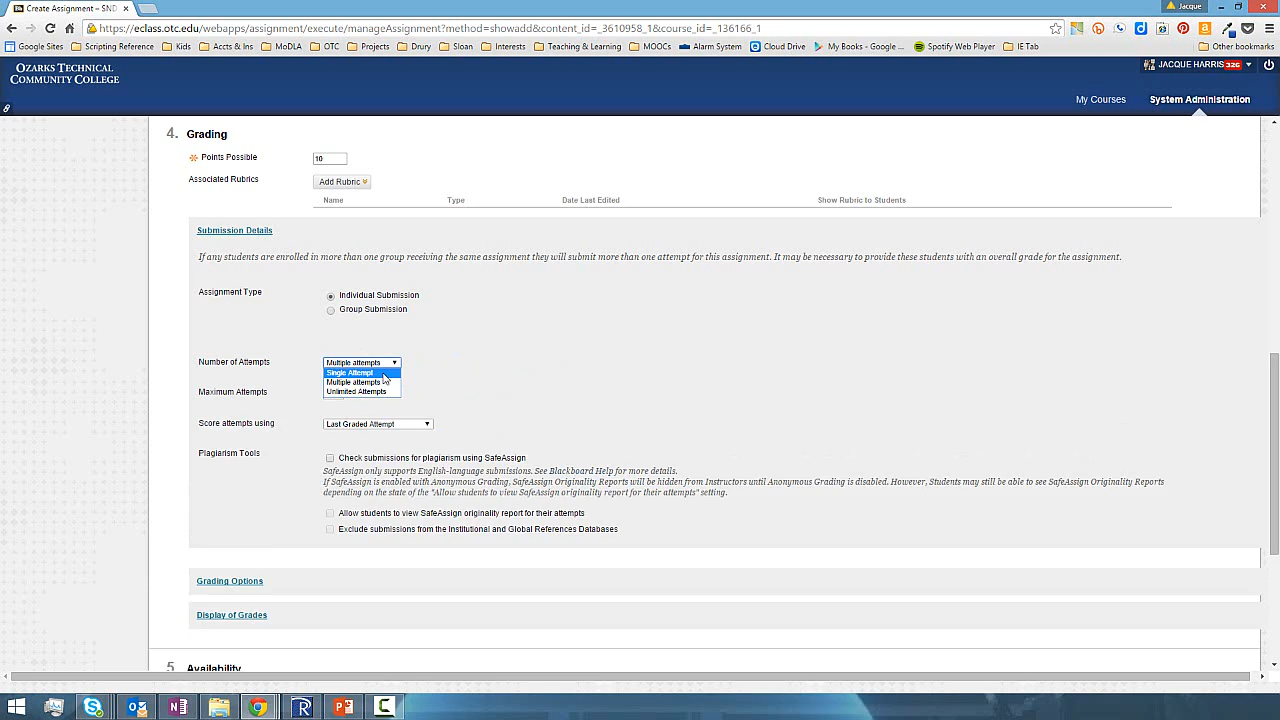 Create Assignment – SND
Jacque
https://eclass.otc.edu/webapps/assignment/execute/manageAssignment?method=showadd&content_id=_3610958_1&course_id=_136166_1
Google Sites Scripting Reference Kids Accts & Ins MoDLA OTC Projects Drury Sloan Interests Teaching & Learning MOOCs Alarm System Cloud Drive My Books - Google ... Spotify Web Player IE Tab Other bookmarks
OZARKS TECHNICAL
COMMUNITY COLLEGE
JACQUE HARRIS 326
My Courses System Administration
4. Grading
Points Possible 10
Associated Rubrics Add Rubric
Name Type Date Last Edited Show Rubric to Students
Submission Details
If any students are enrolled in more than one group receiving the same assignment they will submit more than one attempt for this assignment. It may be necessary to provide these students with an overall grade for the assignment.
Assignment Type Individual Submission
Group Submission
Number of Attempts Multiple attempts
Single Attempt
Multiple attempts
Unlimited Attempts
Maximum Attempts
Score attempts using Last Graded Attempt
Plagiarism Tools Check submissions for plagiarism using SafeAssign
SafeAssign only supports English-language submissions. See Blackboard Help for more details.
If SafeAssign is enabled with Anonymous Grading, SafeAssign Originality Reports will be hidden from Instructors until Anonymous Grading is disabled. However, Students may still be able to see SafeAssign Originality Reports
depending on the state of the "Allow students to view SafeAssign originality report for their attempts" setting.
Allow students to view SafeAssign originality report for their attempts
Exclude submissions from the Institutional and Global References Databases
Grading Options
Display of Grades
5 Availability